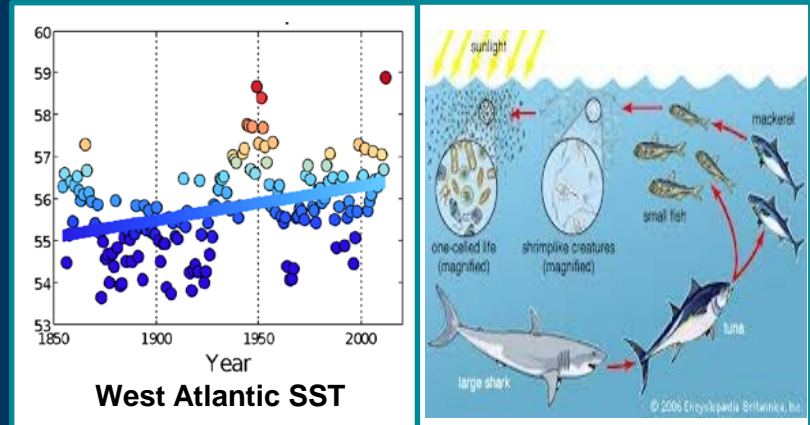 60
59
58
57
56
55
54
53
1850
1900
1950
2000
Year
West Atlantic SST
sunlight
mackerel
small fish
one-celled life
(magnified)
shrimplike creatures
(magnified)
tuna
large shark
© 2006 Encyclopædia Britannica, Inc.